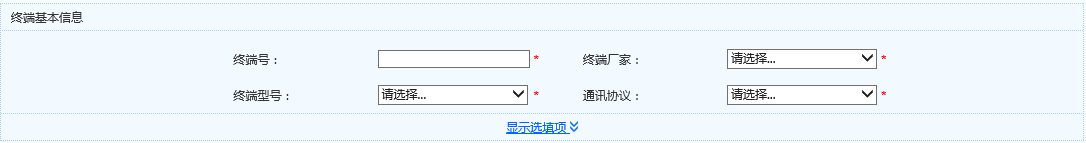 终端基本信息
终端号： * 终端厂家： 请选择... *
终端型号： 请选择... * 通讯协议： 请选择... *
显示选填项